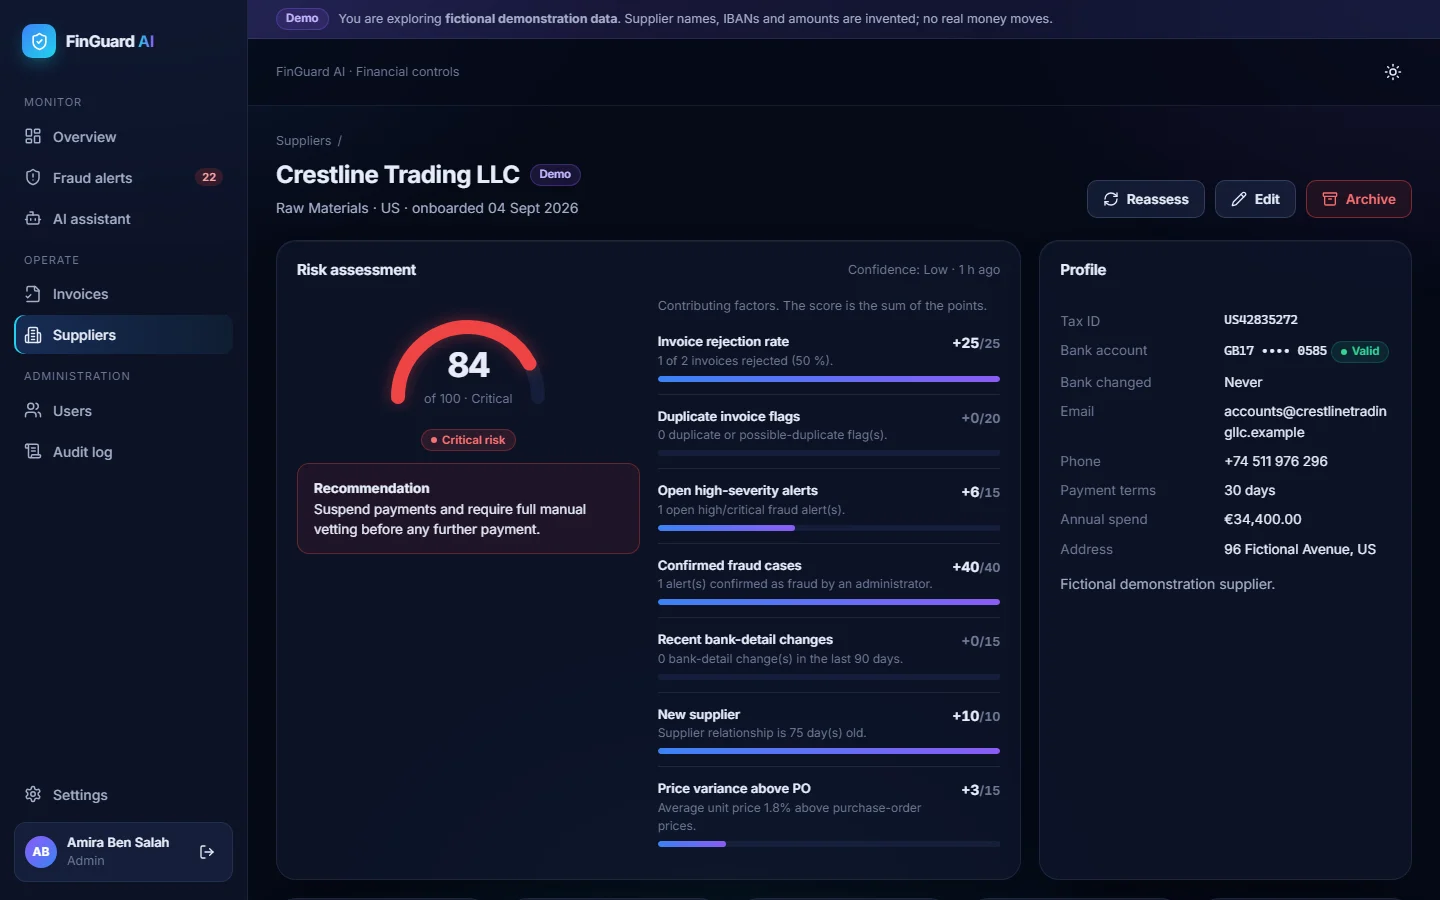 FinGuard AI
MONITOR
Overview
Fraud alerts 22
AI assistant
OPERATE
Invoices
Suppliers
ADMINISTRATION
Users
Audit log
Settings
AB
Amira Ben Salah
Admin
Demo You are exploring fictional demonstration data. Supplier names, IBANs and amounts are invented; no real money moves.
FinGuard AI · Financial controls
Suppliers /
Crestline Trading LLC Demo
Raw Materials · US · onboarded 04 Sept 2026
Reassess Edit Archive
Risk assessment
Confidence: Low · 1 h ago
84
of 100 · Critical
Critical risk
Recommendation
Suspend payments and require full manual
vetting before any further payment.
Contributing factors. The score is the sum of the points.
Invoice rejection rate +25/25
1 of 2 invoices rejected (50 %).
Duplicate invoice flags +0/20
0 duplicate or possible-duplicate flag(s).
Open high-severity alerts +6/15
1 open high/critical fraud alert(s).
Confirmed fraud cases +40/40
1 alert(s) confirmed as fraud by an administrator.
Recent bank-detail changes +0/15
0 bank-detail change(s) in the last 90 days.
New supplier +10/10
Supplier relationship is 75 day(s) old.
Price variance above PO +3/15
Average unit price 1.8% above purchase-order
prices.
Profile
Tax ID US42835272
Bank account GB17 •••• 0585 Valid
Bank changed Never
Email accounts@crestlinetradin
gllc.example
Phone +74 511 976 296
Payment terms 30 days
Annual spend €34,400.00
Address 96 Fictional Avenue, US
Fictional demonstration supplier.